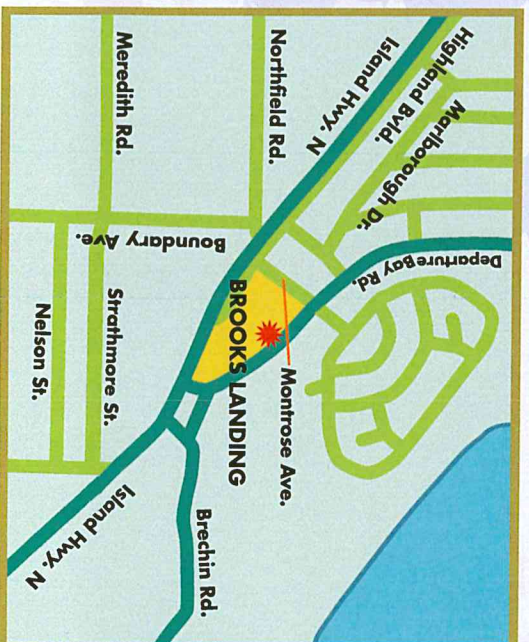 Highland Bvld.
Island Hwy. N
Northfield Rd.
Meredith Rd.
Marlborough Dr.
Departure Bay Rd.
Boundary Ave.
BROOKS LANDING
Strathmore St.
Nelson St.
Montrose Ave.
Island Hwy. N
Brechin Rd.